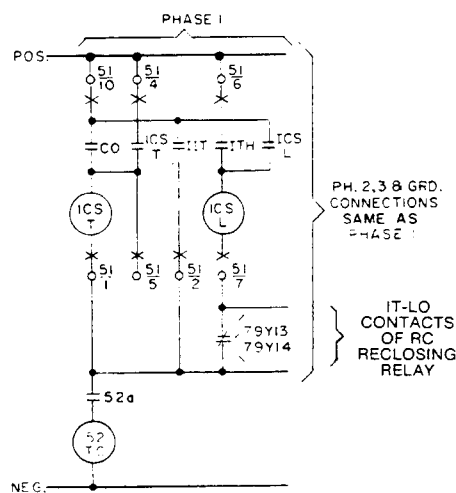 PHASE I
POS.
51/10
51/4
51/6
CO
ICS T
IIT
ITH
ICS L
ICS T
ICS L
PH. 2,3 & GRD.
CONNECTIONS
SAME AS
PHASE I
51/1
51/5
51/2
51/7
79Y13
79Y14
IT-LO
CONTACTS
OF RC
RECLOSING
RELAY
52a
52 TC
NEG.